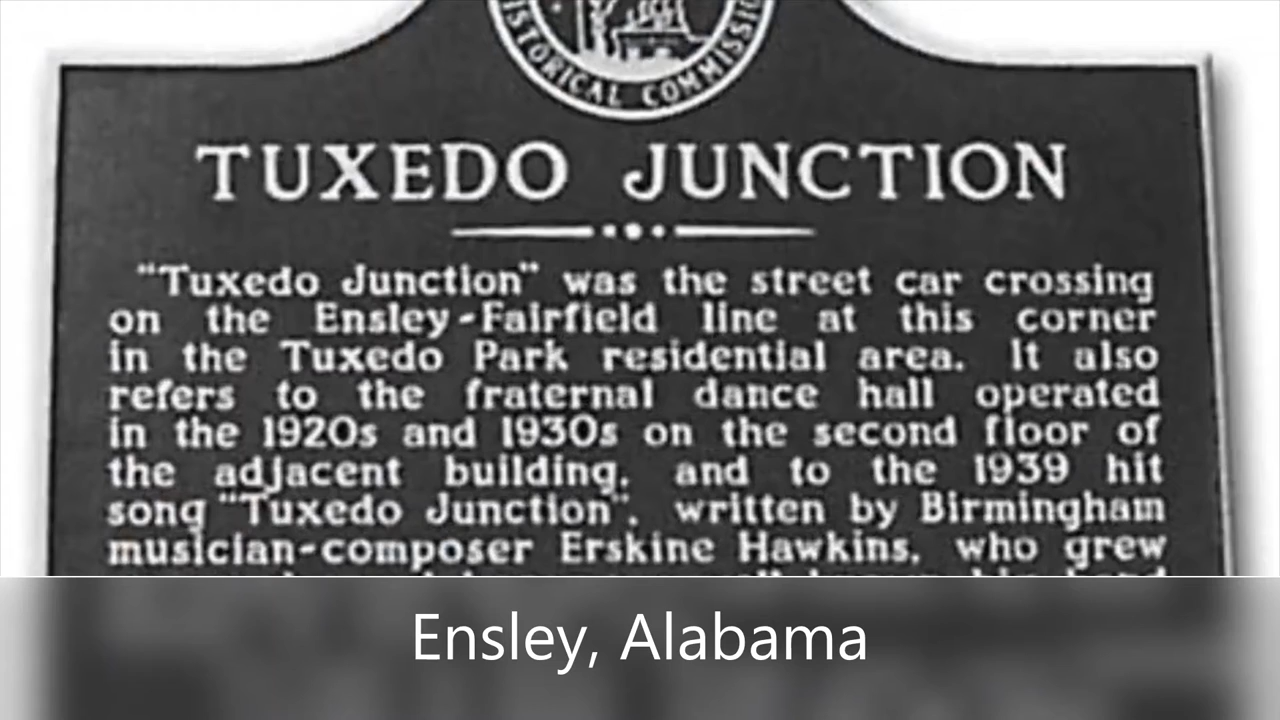 HISTORICAL COMMISSI
TUXEDO JUNCTION
"Tuxedo Junction" was the street car crossing
on the Ensley-Fairfield line at this corner
in the Tuxedo Park residential area. It also
refers to the fraternal dance hall operated
in the 1920s and 1930s on the second floor of
the adjacent building, and to the 1939 hit
song "Tuxedo Junction", written by Birmingham
musician-composer Erskine Hawkins, who grew
Ensley, Alabama